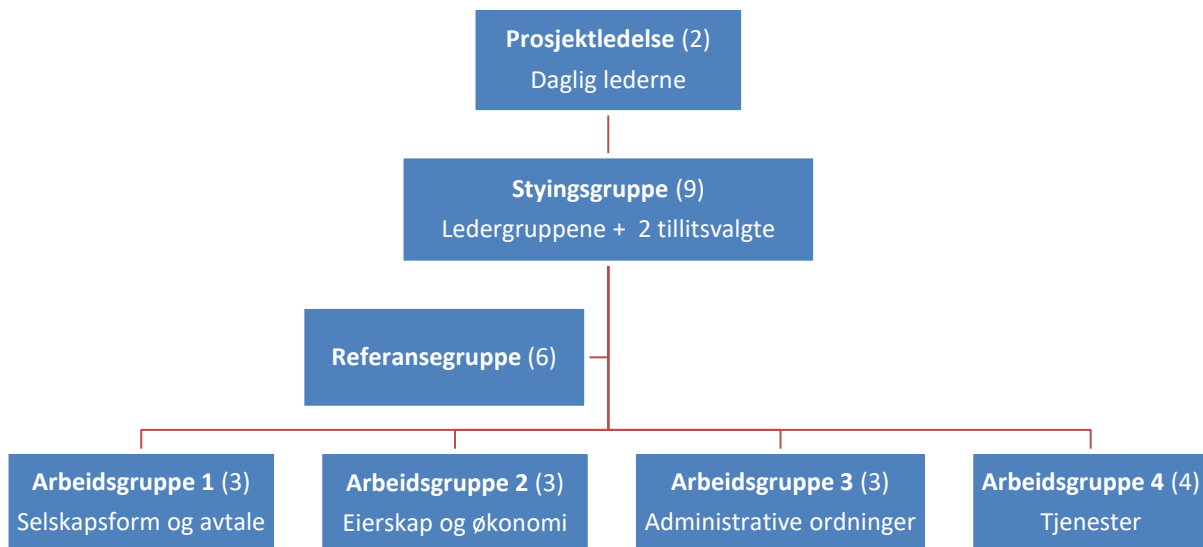 Prosjektledelse (2)
Daglig lederne
Styingsgruppe (9)
Ledergruppene + 2 tillitsvalgte
Referansegruppe (6)
Arbeidsgruppe 1 (3)
Selskapsform og avtale
Arbeidsgruppe 2 (3)
Eierskap og økonomi
Arbeidsgruppe 3 (3)
Administrative ordninger
Arbeidsgruppe 4 (4)
Tjenester